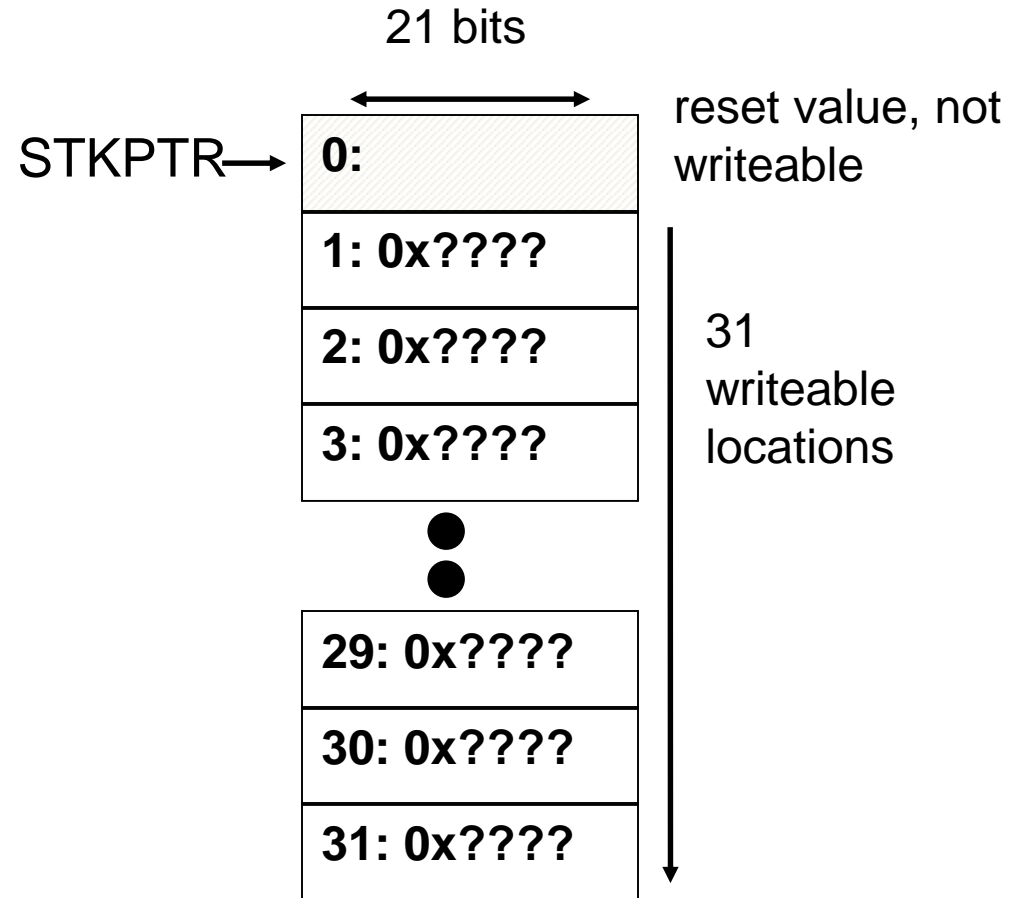 21 bits
STKPTR
0:
reset value, not
writeable
1: 0x????
2: 0x????
3: 0x????
31
writeable
locations
29: 0x????
30: 0x????
31: 0x????